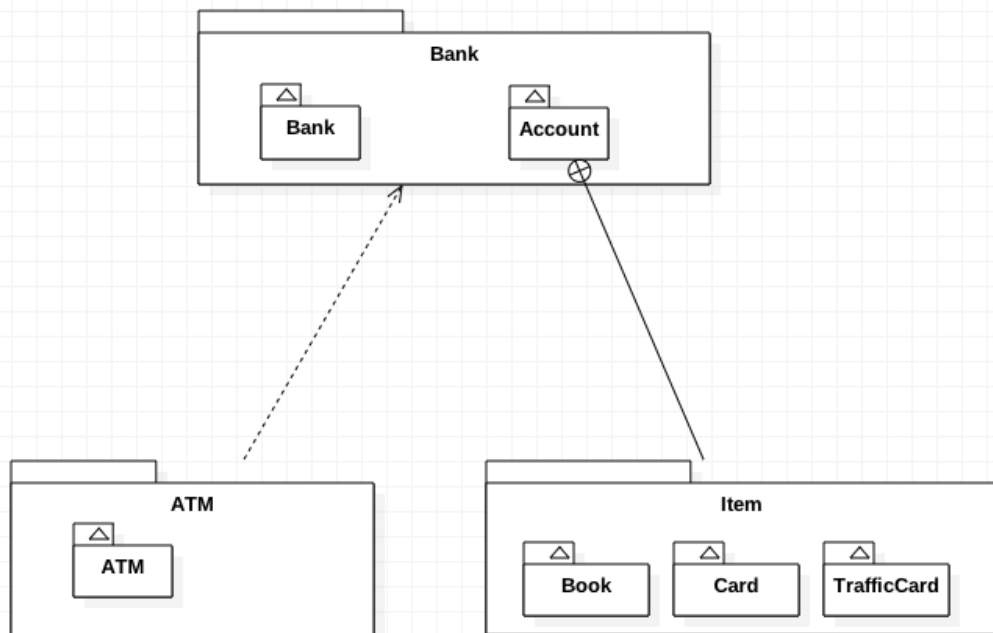 Bank
Bank
Account
ATM
ATM
Item
Book
Card
TrafficCard